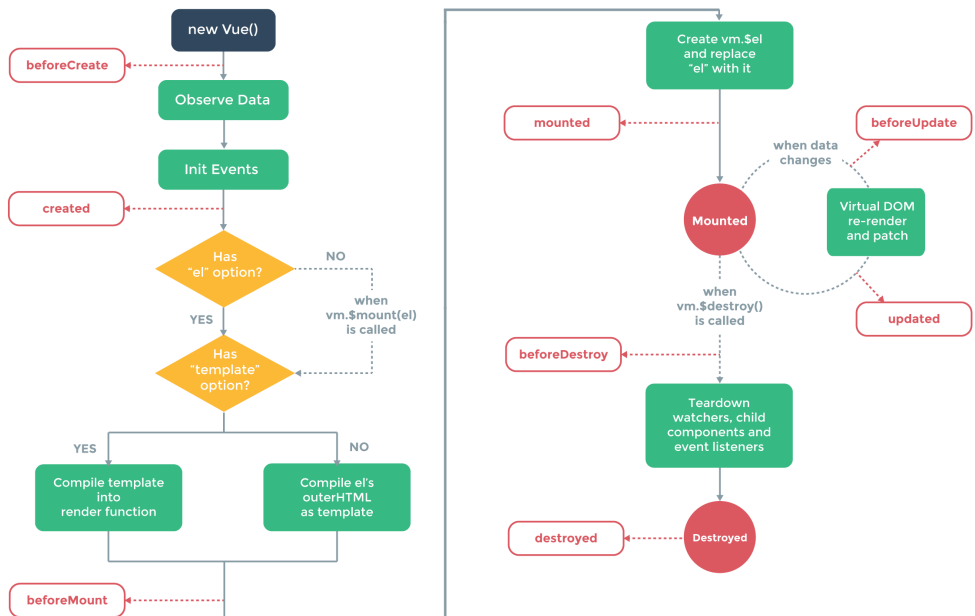 new Vue()
beforeCreate
Observe Data
Init Events
created
Has
"el" option?
NO
when
vm.$mount(el)
is called
YES
Has
"template"
option?
YES
NO
Compile template
into
render function
Compile el's
outerHTML
as template
beforeMount
Create vm.$el
and replace
"el" with it
mounted
beforeUpdate
when data
changes
Mounted
Virtual DOM
re-render
and patch
when
vm.$destroy()
is called
updated
beforeDestroy
Teardown
watchers, child
components and
event listeners
destroyed
Destroyed